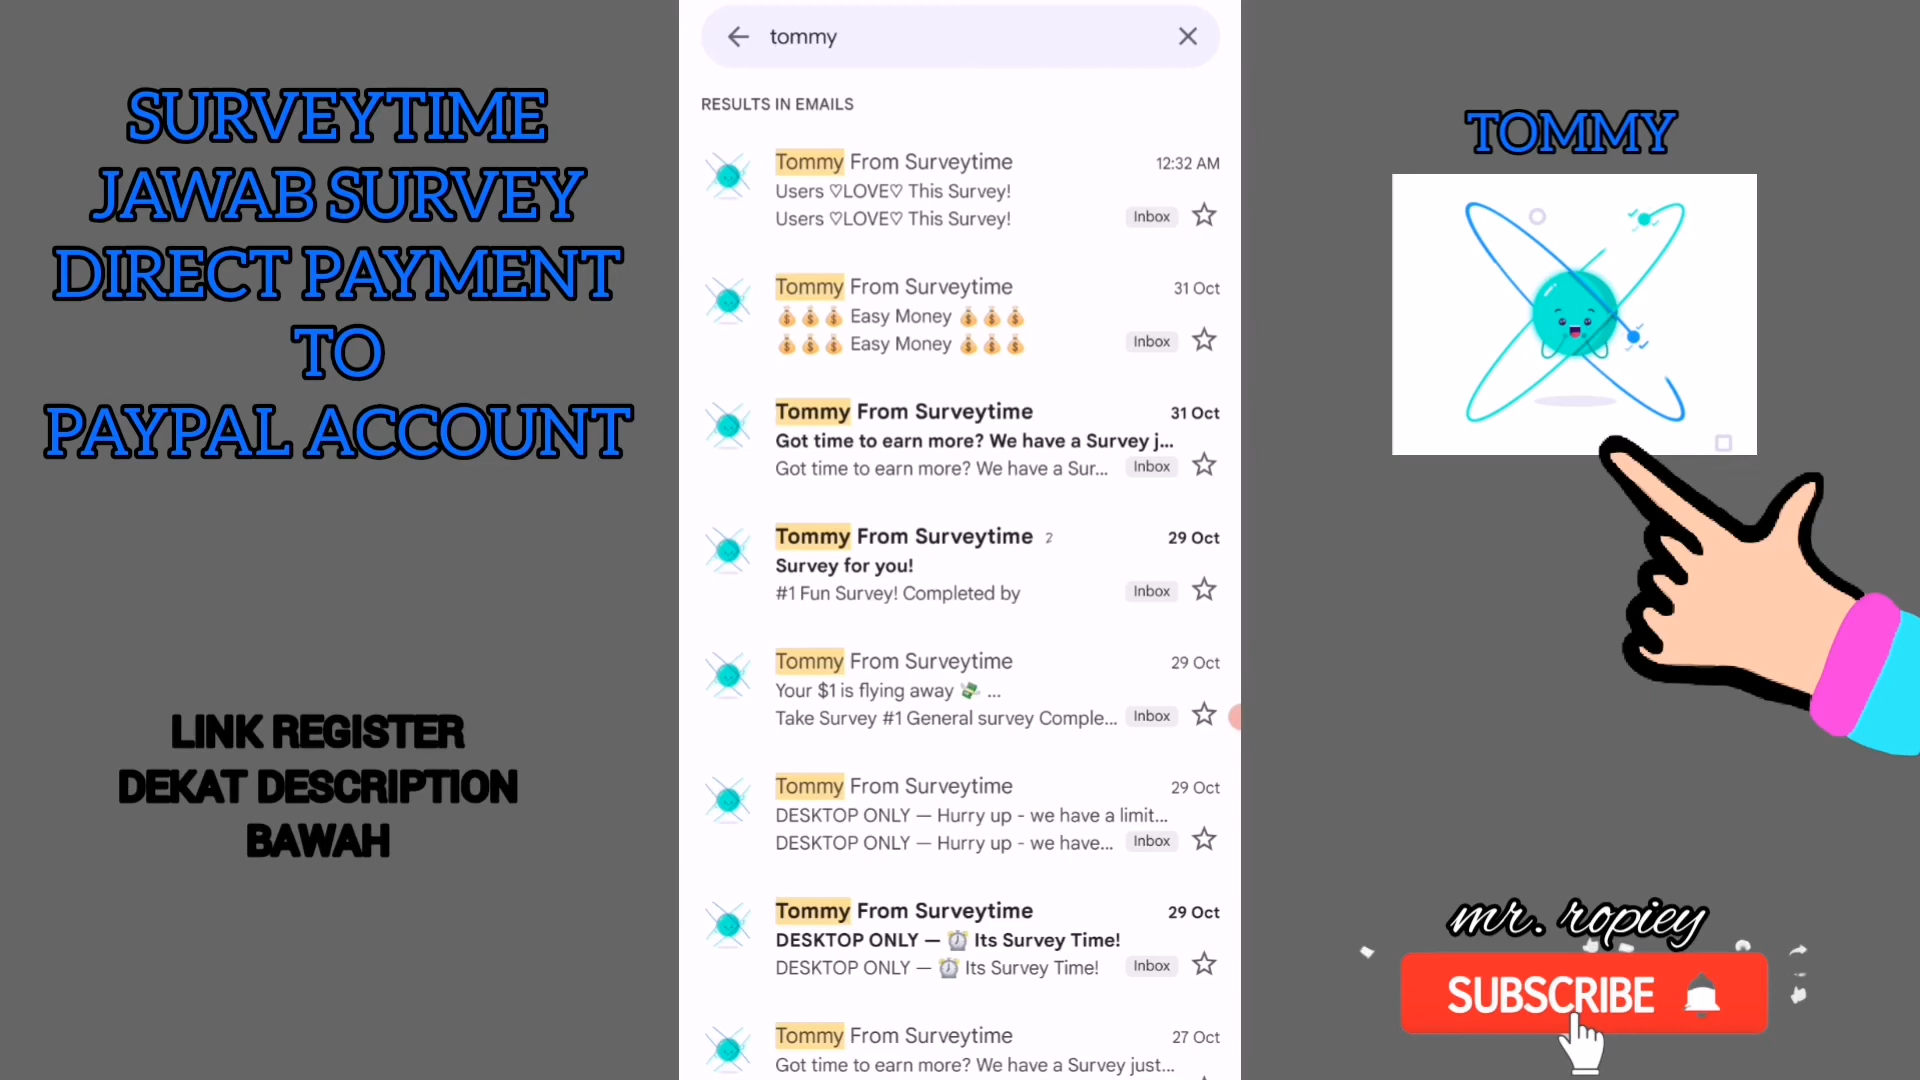 SURVEYTIME
JAWAB SURVEY
DIRECT PAYMENT
TO
PAYPAL ACCOUNT
LINK REGISTER
DEKAT DESCRIPTION
BAWAH
tommy
RESULTS IN EMAILS
Tommy From Surveytime 12:32 AM
Users ♡LOVE♡ This Survey!
Users ♡LOVE♡ This Survey! Inbox
Tommy From Surveytime 31 Oct
💰💰💰 Easy Money 💰💰💰
💰💰💰 Easy Money 💰💰💰 Inbox
Tommy From Surveytime 31 Oct
Got time to earn more? We have a Survey j...
Got time to earn more? We have a Sur... Inbox
Tommy From Surveytime 2 29 Oct
Survey for you!
#1 Fun Survey! Completed by Inbox
Tommy From Surveytime 29 Oct
Your $1 is flying away 💸 ...
Take Survey #1 General survey Comple... Inbox
Tommy From Surveytime 29 Oct
DESKTOP ONLY — Hurry up - we have a limit...
DESKTOP ONLY — Hurry up - we have... Inbox
Tommy From Surveytime 29 Oct
DESKTOP ONLY — ⏰ Its Survey Time!
DESKTOP ONLY — ⏰ Its Survey Time! Inbox
Tommy From Surveytime 27 Oct
Got time to earn more? We have a Survey just...
TOMMY
mr. ropiey
SUBSCRIBE